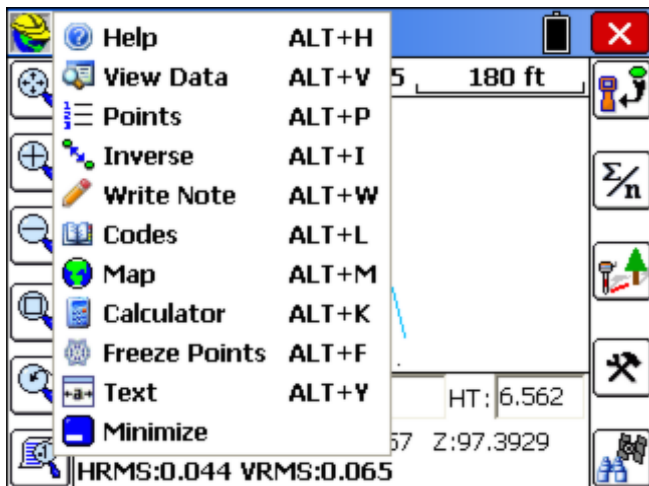 Help ALT+H
View Data ALT+V
5 180 ft
Points ALT+P
Inverse ALT+I
Write Note ALT+W
Codes ALT+L
Map ALT+M
Calculator ALT+K
Freeze Points ALT+F
Text ALT+Y
HT: 6.562
Minimize
57 Z:97.3929
HRMS:0.044 VRMS:0.065
Σ/n